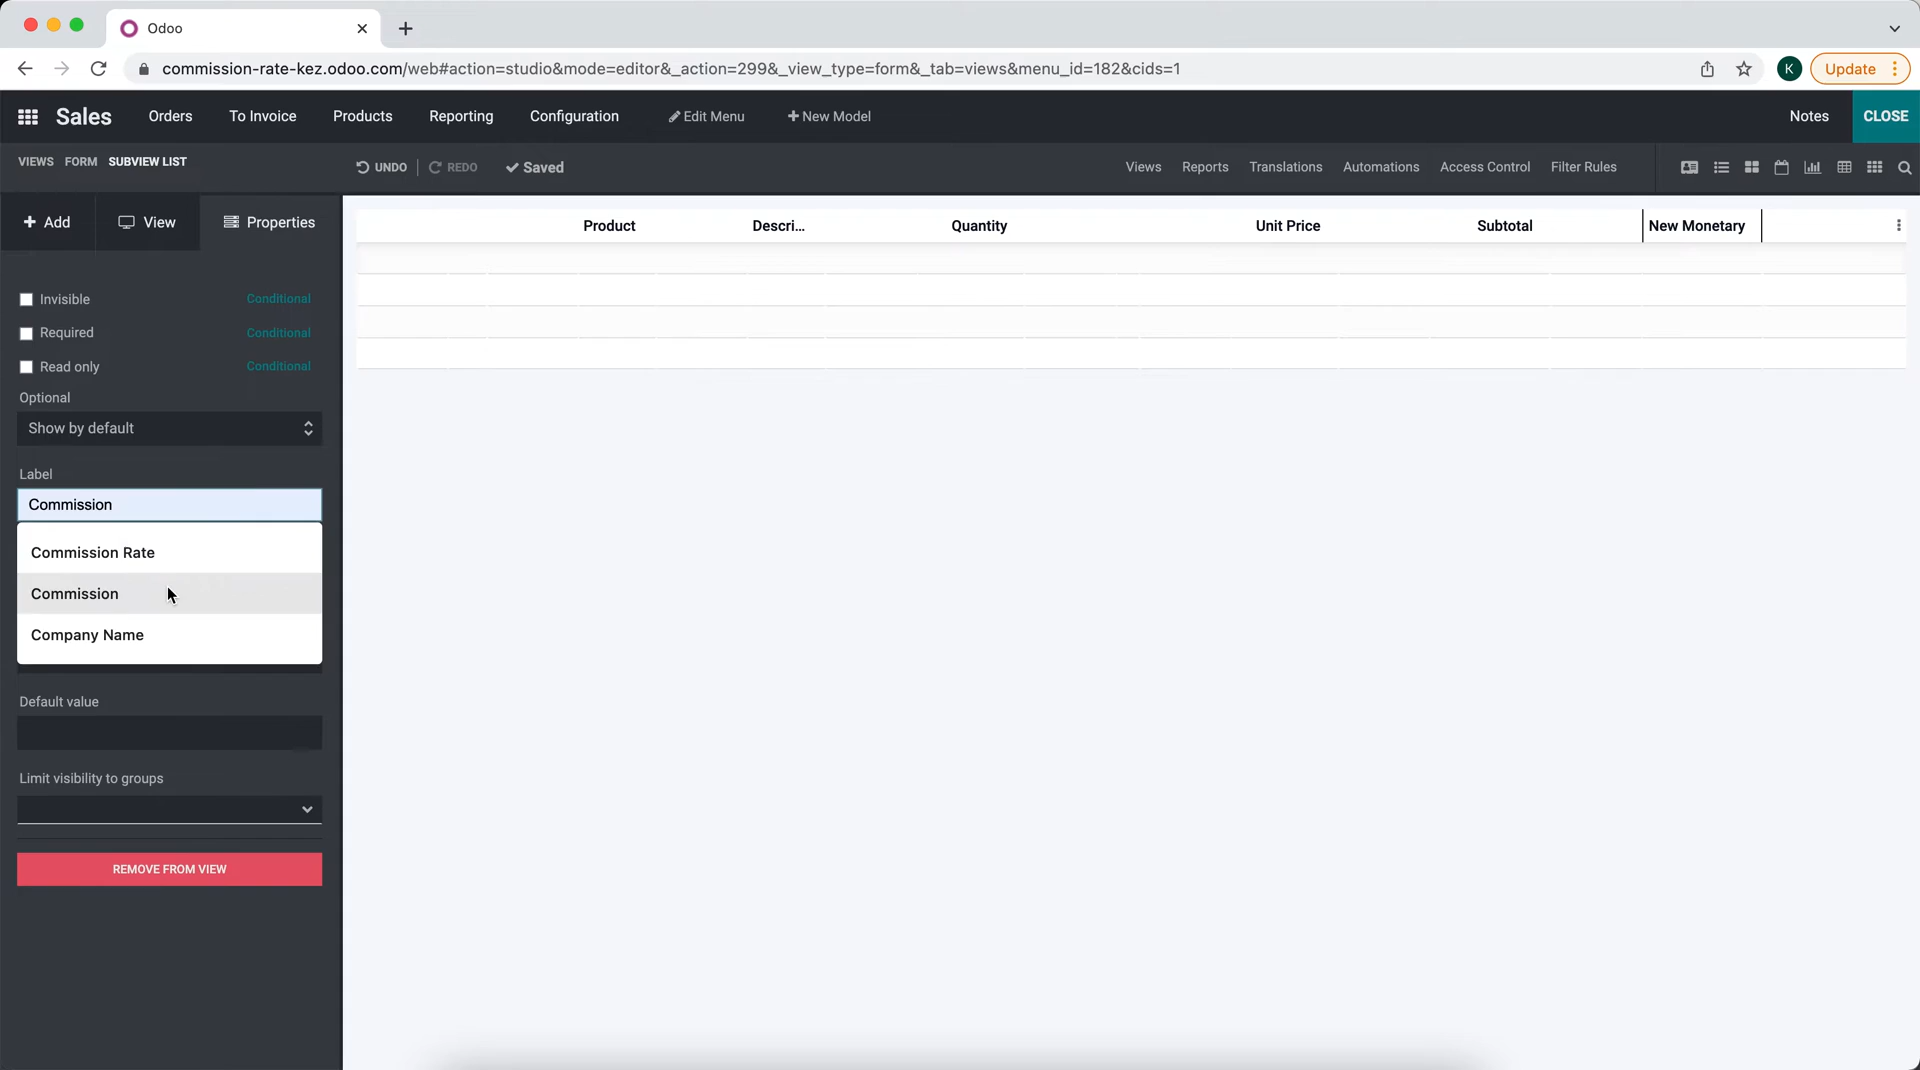 Odoo
commission-rate-kez.odoo.com/web#action=studio&mode=editor&_action=299&_view_type=form&_tab=views&menu_id=182&cids=1
K
Update
Sales
Orders
To Invoice
Products
Reporting
Configuration
Edit Menu
New Model
Notes
CLOSE
VIEWS
FORM
SUBVIEW LIST
UNDO
REDO
Saved
Views
Reports
Translations
Automations
Access Control
Filter Rules
Add
View
Properties
Product
Descri...
Quantity
Unit Price
Subtotal
New Monetary
Invisible
Conditional
Required
Conditional
Read only
Conditional
Optional
Show by default
Label
Commission
Commission Rate
Commission
Company Name
Default value
Limit visibility to groups
REMOVE FROM VIEW